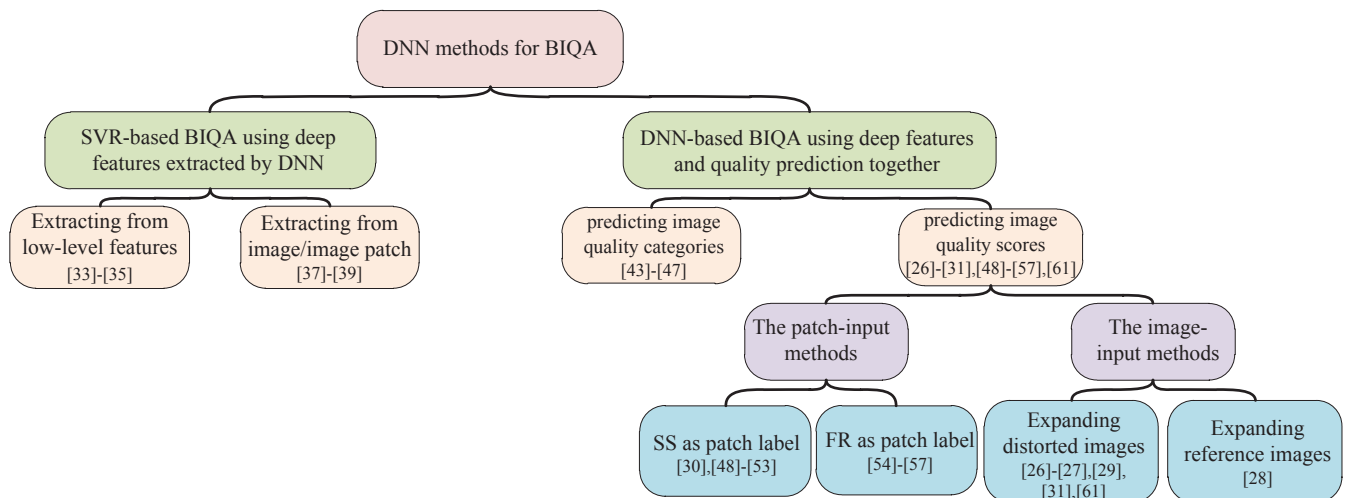 DNN methods for BIQA
SVR-based BIQA using deep
features extracted by DNN
DNN-based BIQA using deep features
and quality prediction together
Extracting from
low-level features
[33]-[35]
Extracting from
image/image patch
[37]-[39]
predicting image
quality categories
[43]-[47]
predicting image
quality scores
[26]-[31],[48]-[57],[61]
The patch-input
methods
The image-
input methods
SS as patch label
[30],[48]-[53]
FR as patch label
[54]-[57]
Expanding
distorted images
[26]-[27],[29],
[31],[61]
Expanding
reference images
[28]